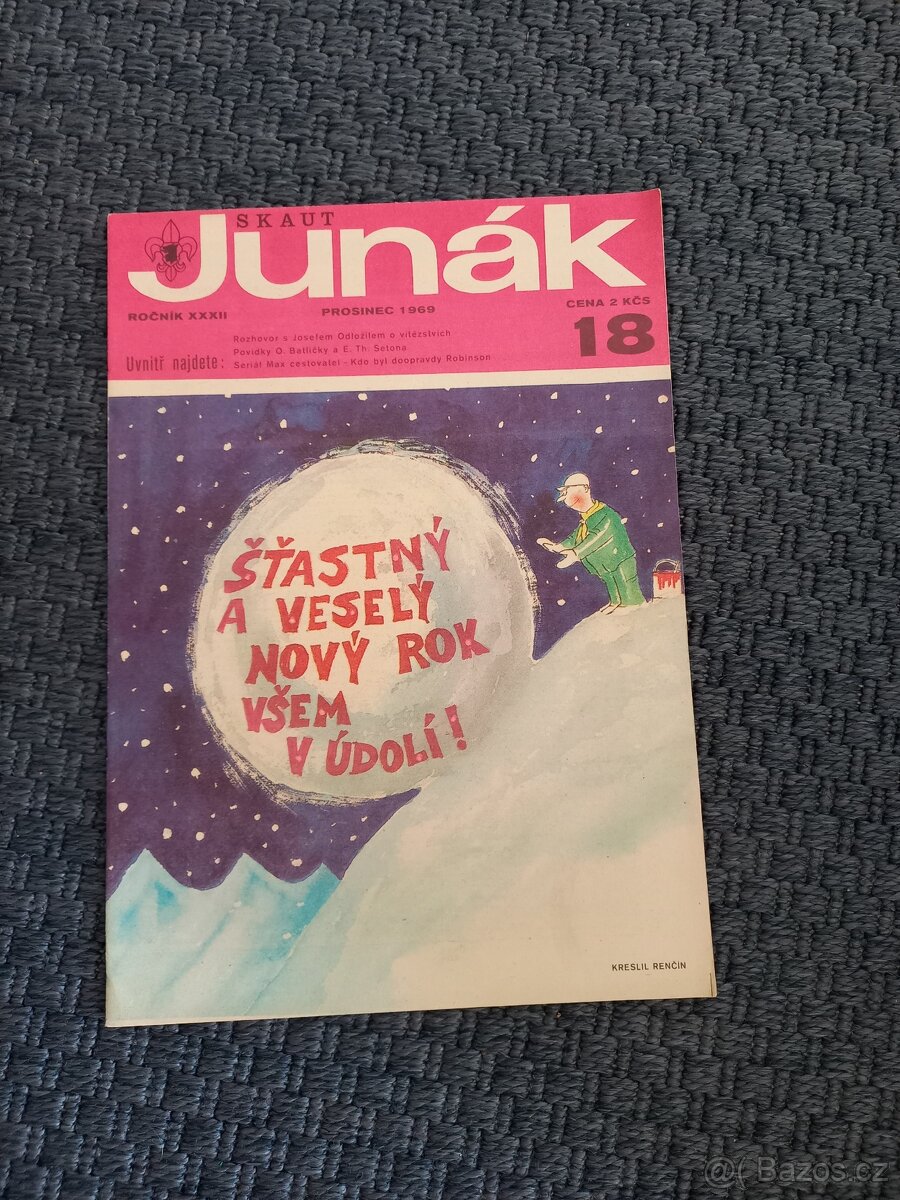 SKAUT
Junák
ROČNÍK XXXII
PROSINEC 1969
CENA 2 KČS
18
Uvnitř najdete:
Rozhovor s Josefem Odložilem o vítězstvích
Povídky O. Batličky a E. Th. Setona
Seriál Max cestovatel - Kdo byl doopravdy Robinson
ŠŤASTNÝ
A VESELÝ
NOVÝ ROK
VŠEM
V ÚDOLÍ!
KRESLIL RENČÍN
Bazos.cz